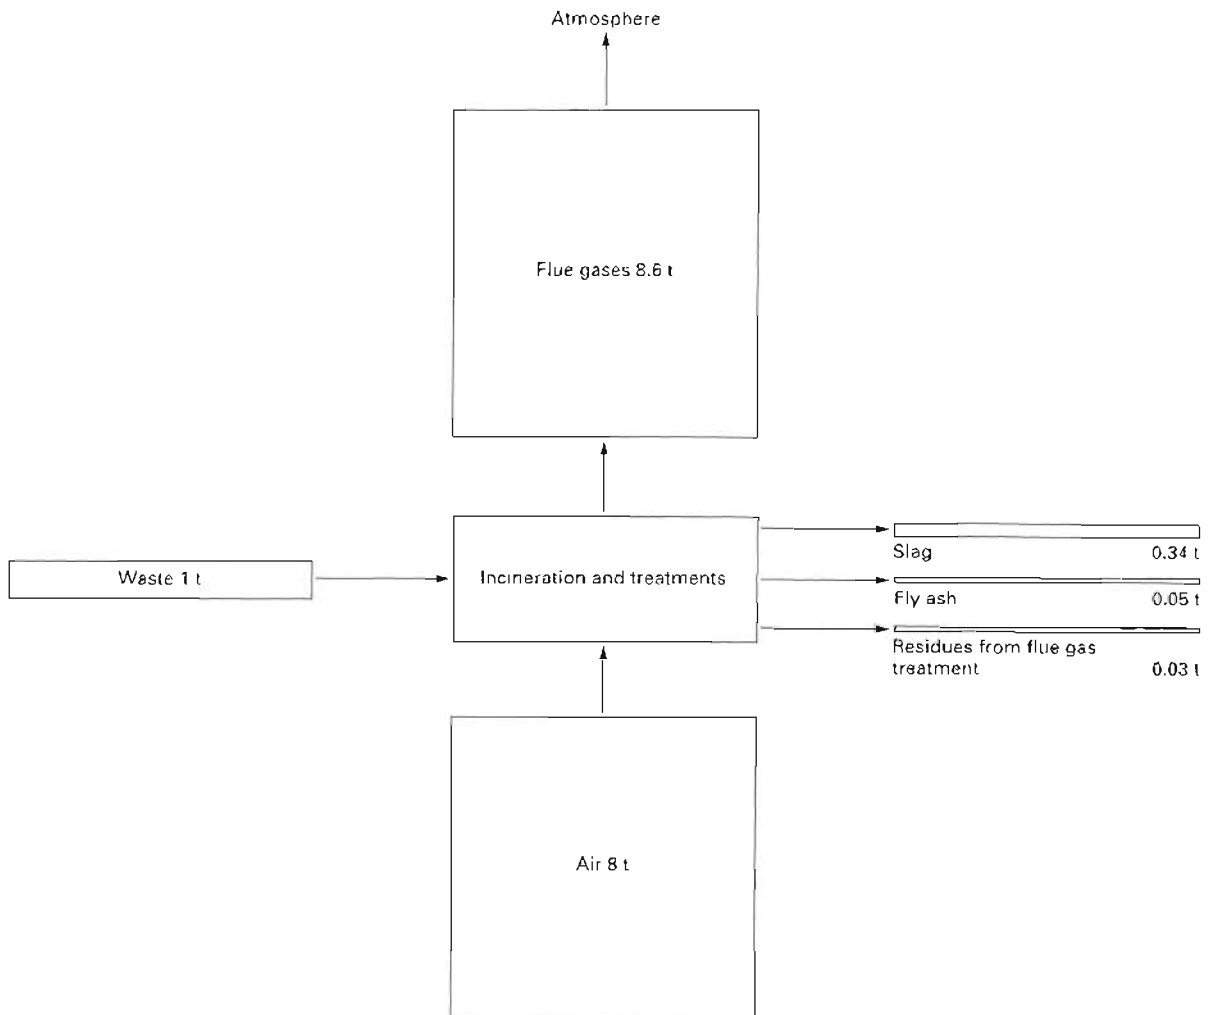 Atmosphere
Flue gases 8.6 t
Waste 1 t
Incineration and treatments
Slag 0.34 t
Fly ash 0.05 t
Residues from flue gas
treatment 0.03 t
Air 8 t